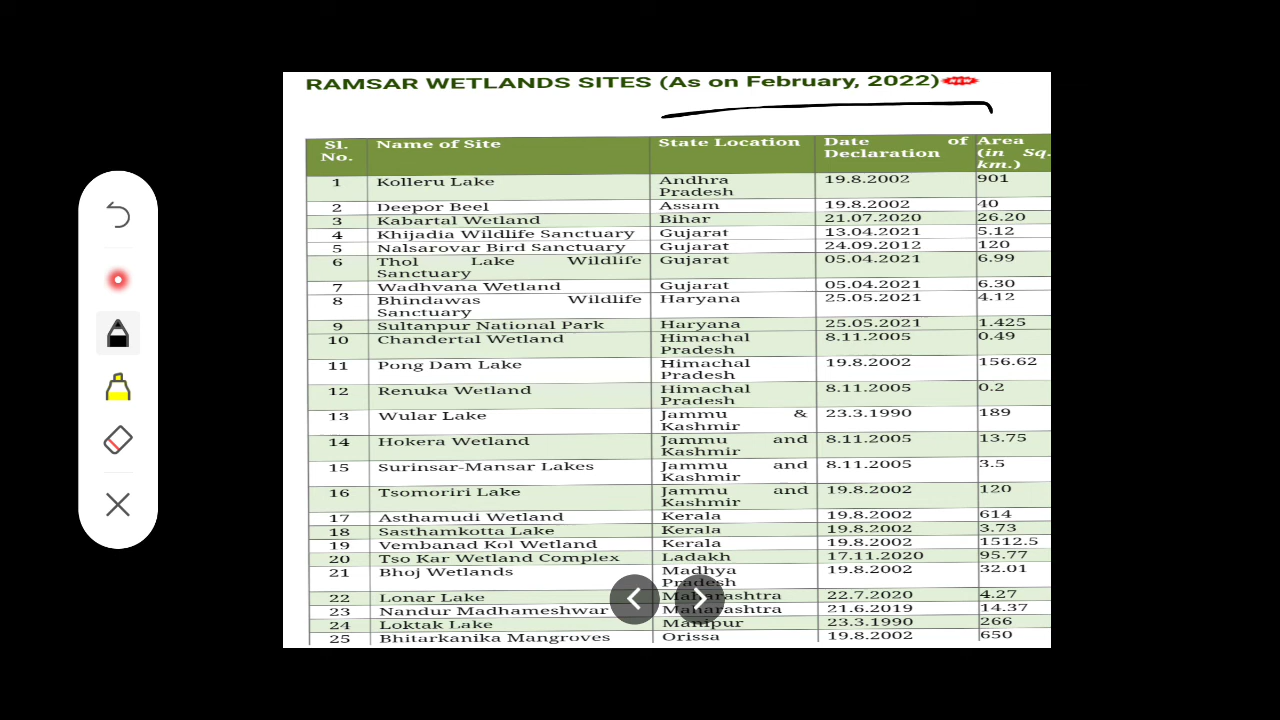 RAMSAR WETLANDS SITES (As on February, 2022) NEW
Sl. No. Name of Site State Location Date of Declaration Area (in Sq. km.)
1 Kolleru Lake Andhra Pradesh 19.8.2002 901
2 Deepor Beel Assam 19.8.2002 40
3 Kabartal Wetland Bihar 21.07.2020 26.20
4 Khijadia Wildlife Sanctuary Gujarat 13.04.2021 5.12
5 Nalsarovar Bird Sanctuary Gujarat 24.09.2012 120
6 Thol Lake Wildlife Sanctuary Gujarat 05.04.2021 6.99
7 Wadhvana Wetland Gujarat 05.04.2021 6.30
8 Bhindawas Wildlife Sanctuary Haryana 25.05.2021 4.12
9 Sultanpur National Park Haryana 25.05.2021 1.425
10 Chandertal Wetland Himachal Pradesh 8.11.2005 0.49
11 Pong Dam Lake Himachal Pradesh 19.8.2002 156.62
12 Renuka Wetland Himachal Pradesh 8.11.2005 0.2
13 Wular Lake Jammu & Kashmir 23.3.1990 189
14 Hokera Wetland Jammu and Kashmir 8.11.2005 13.75
15 Surinsar-Mansar Lakes Jammu and Kashmir 8.11.2005 3.5
16 Tsomoriri Lake Jammu and Kashmir 19.8.2002 120
17 Asthamudi Wetland Kerala 19.8.2002 614
18 Sasthamkotta Lake Kerala 19.8.2002 3.73
19 Vembanad Kol Wetland Kerala 19.8.2002 1512.5
20 Tso Kar Wetland Complex Ladakh 17.11.2020 95.77
21 Bhoj Wetlands Madhya Pradesh 19.8.2002 32.01
22 Lonar Lake Maharashtra 22.7.2020 4.27
23 Nandur Madhameshwar Maharashtra 21.6.2019 14.37
24 Loktak Lake Manipur 23.3.1990 266
25 Bhitarkanika Mangroves Orissa 19.8.2002 650